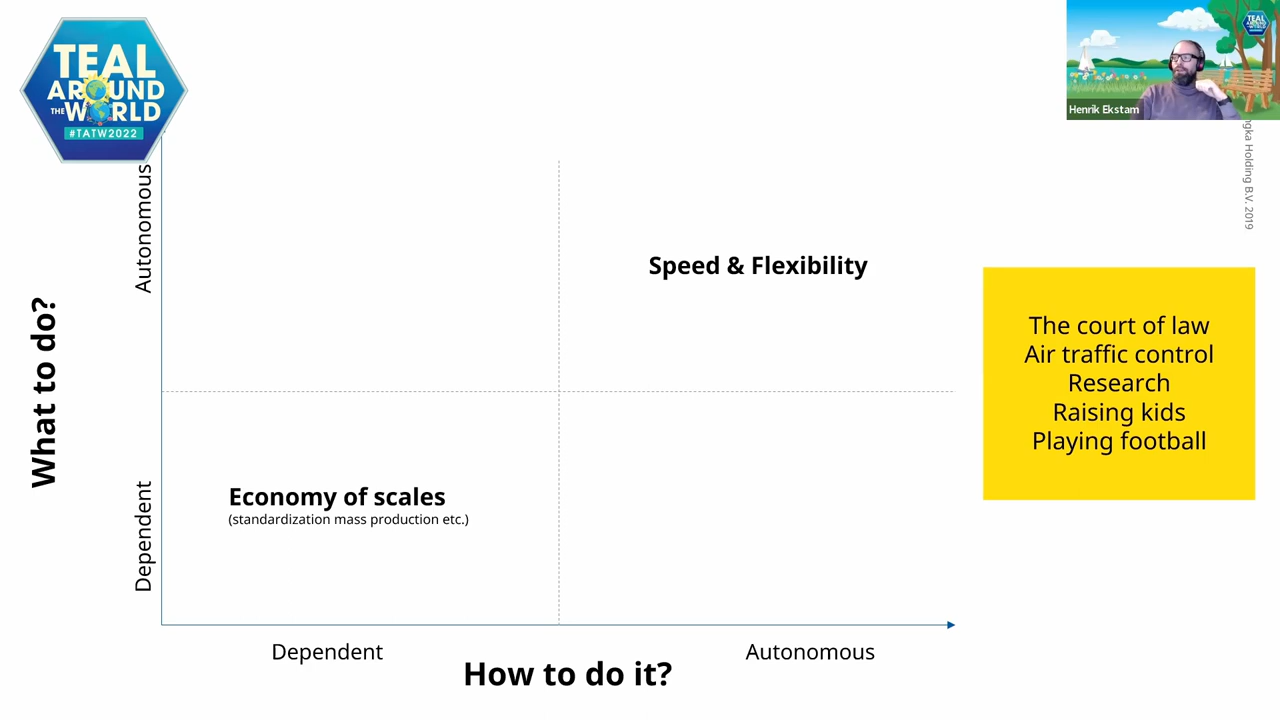 TEAL
AROUND
THE WORLD
#TATW2022
Henrik Ekstam
Holding B.V. 2019
What to do?
Autonomous
Dependent
Speed & Flexibility
Economy of scales
(standardization mass production etc.)
The court of law
Air traffic control
Research
Raising kids
Playing football
Dependent
Autonomous
How to do it?